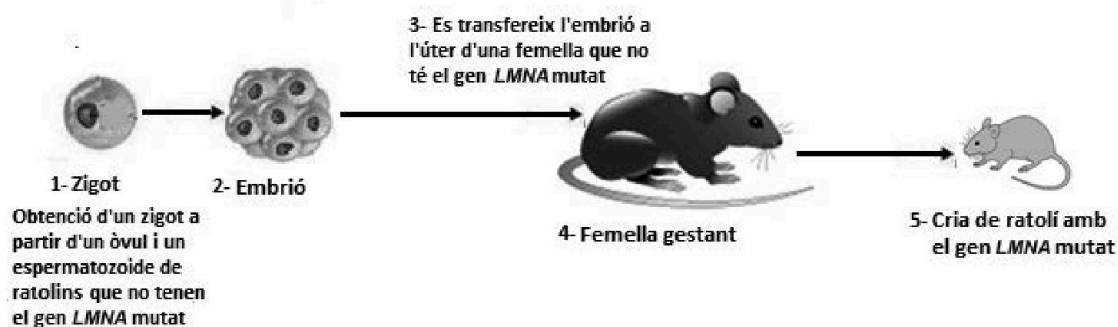 3- Es transfereix l'embrió a
l'úter d'una femella que no
té el gen LMNA mutat
1- Zigot
2- Embrió
Obtenció d'un zigot a
partir d'un òvul i un
espermatozoide de
ratolins que no tenen
el gen LMNA mutat
4- Femella gestant
5- Cria de ratolí amb
el gen LMNA mutat